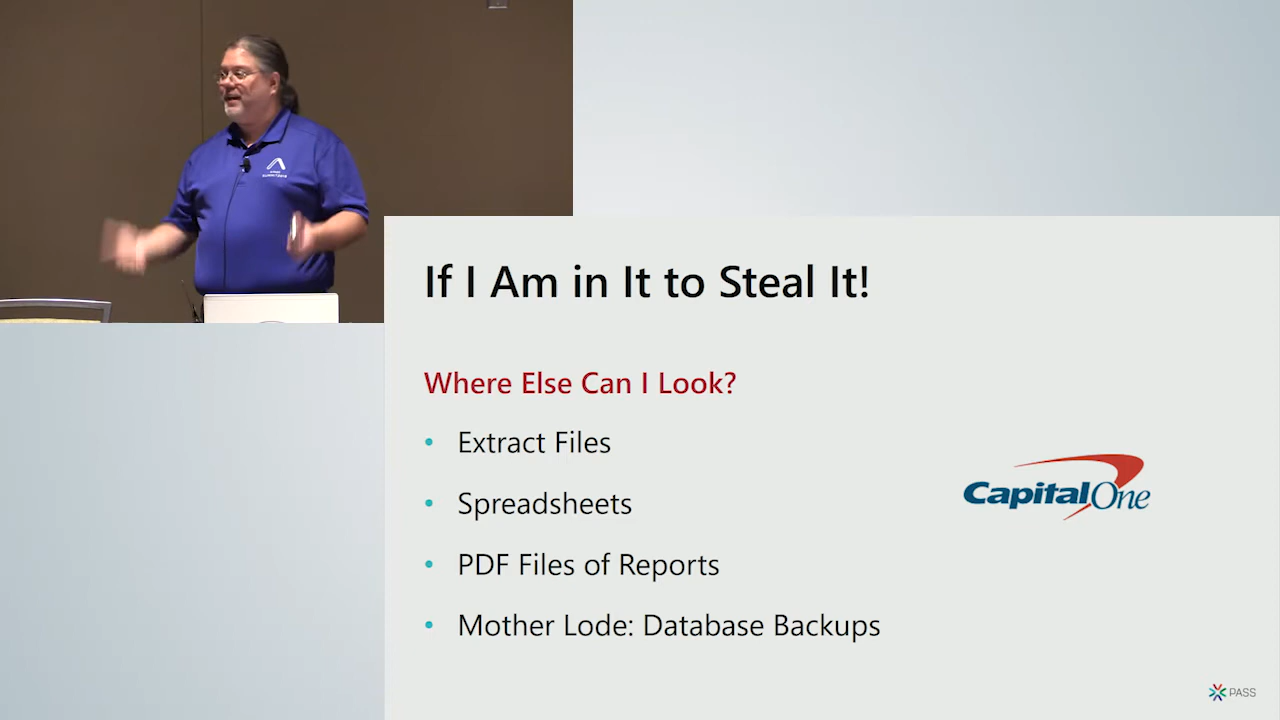 If I Am in It to Steal It!
Where Else Can I Look?
• Extract Files
• Spreadsheets
• PDF Files of Reports
• Mother Lode: Database Backups
CapitalOne
PASS